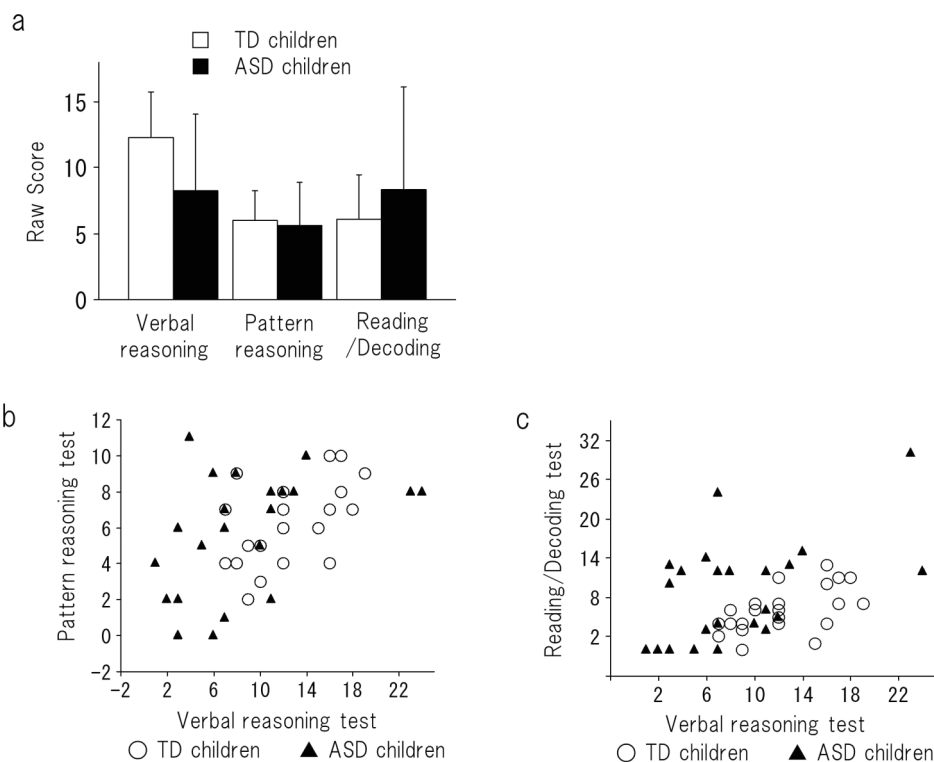 a
TD children
ASD children
Raw Score
15
10
5
0
Verbal
reasoning
Pattern
reasoning
Reading
/Decoding
b
Pattern reasoning test
12
10
8
6
4
2
0
-2
-2
2
6
10
14
18
22
Verbal reasoning test
TD children
ASD children
c
Reading/Decoding test
32
26
20
14
8
2
2
6
10
14
18
22
Verbal reasoning test
TD children
ASD children